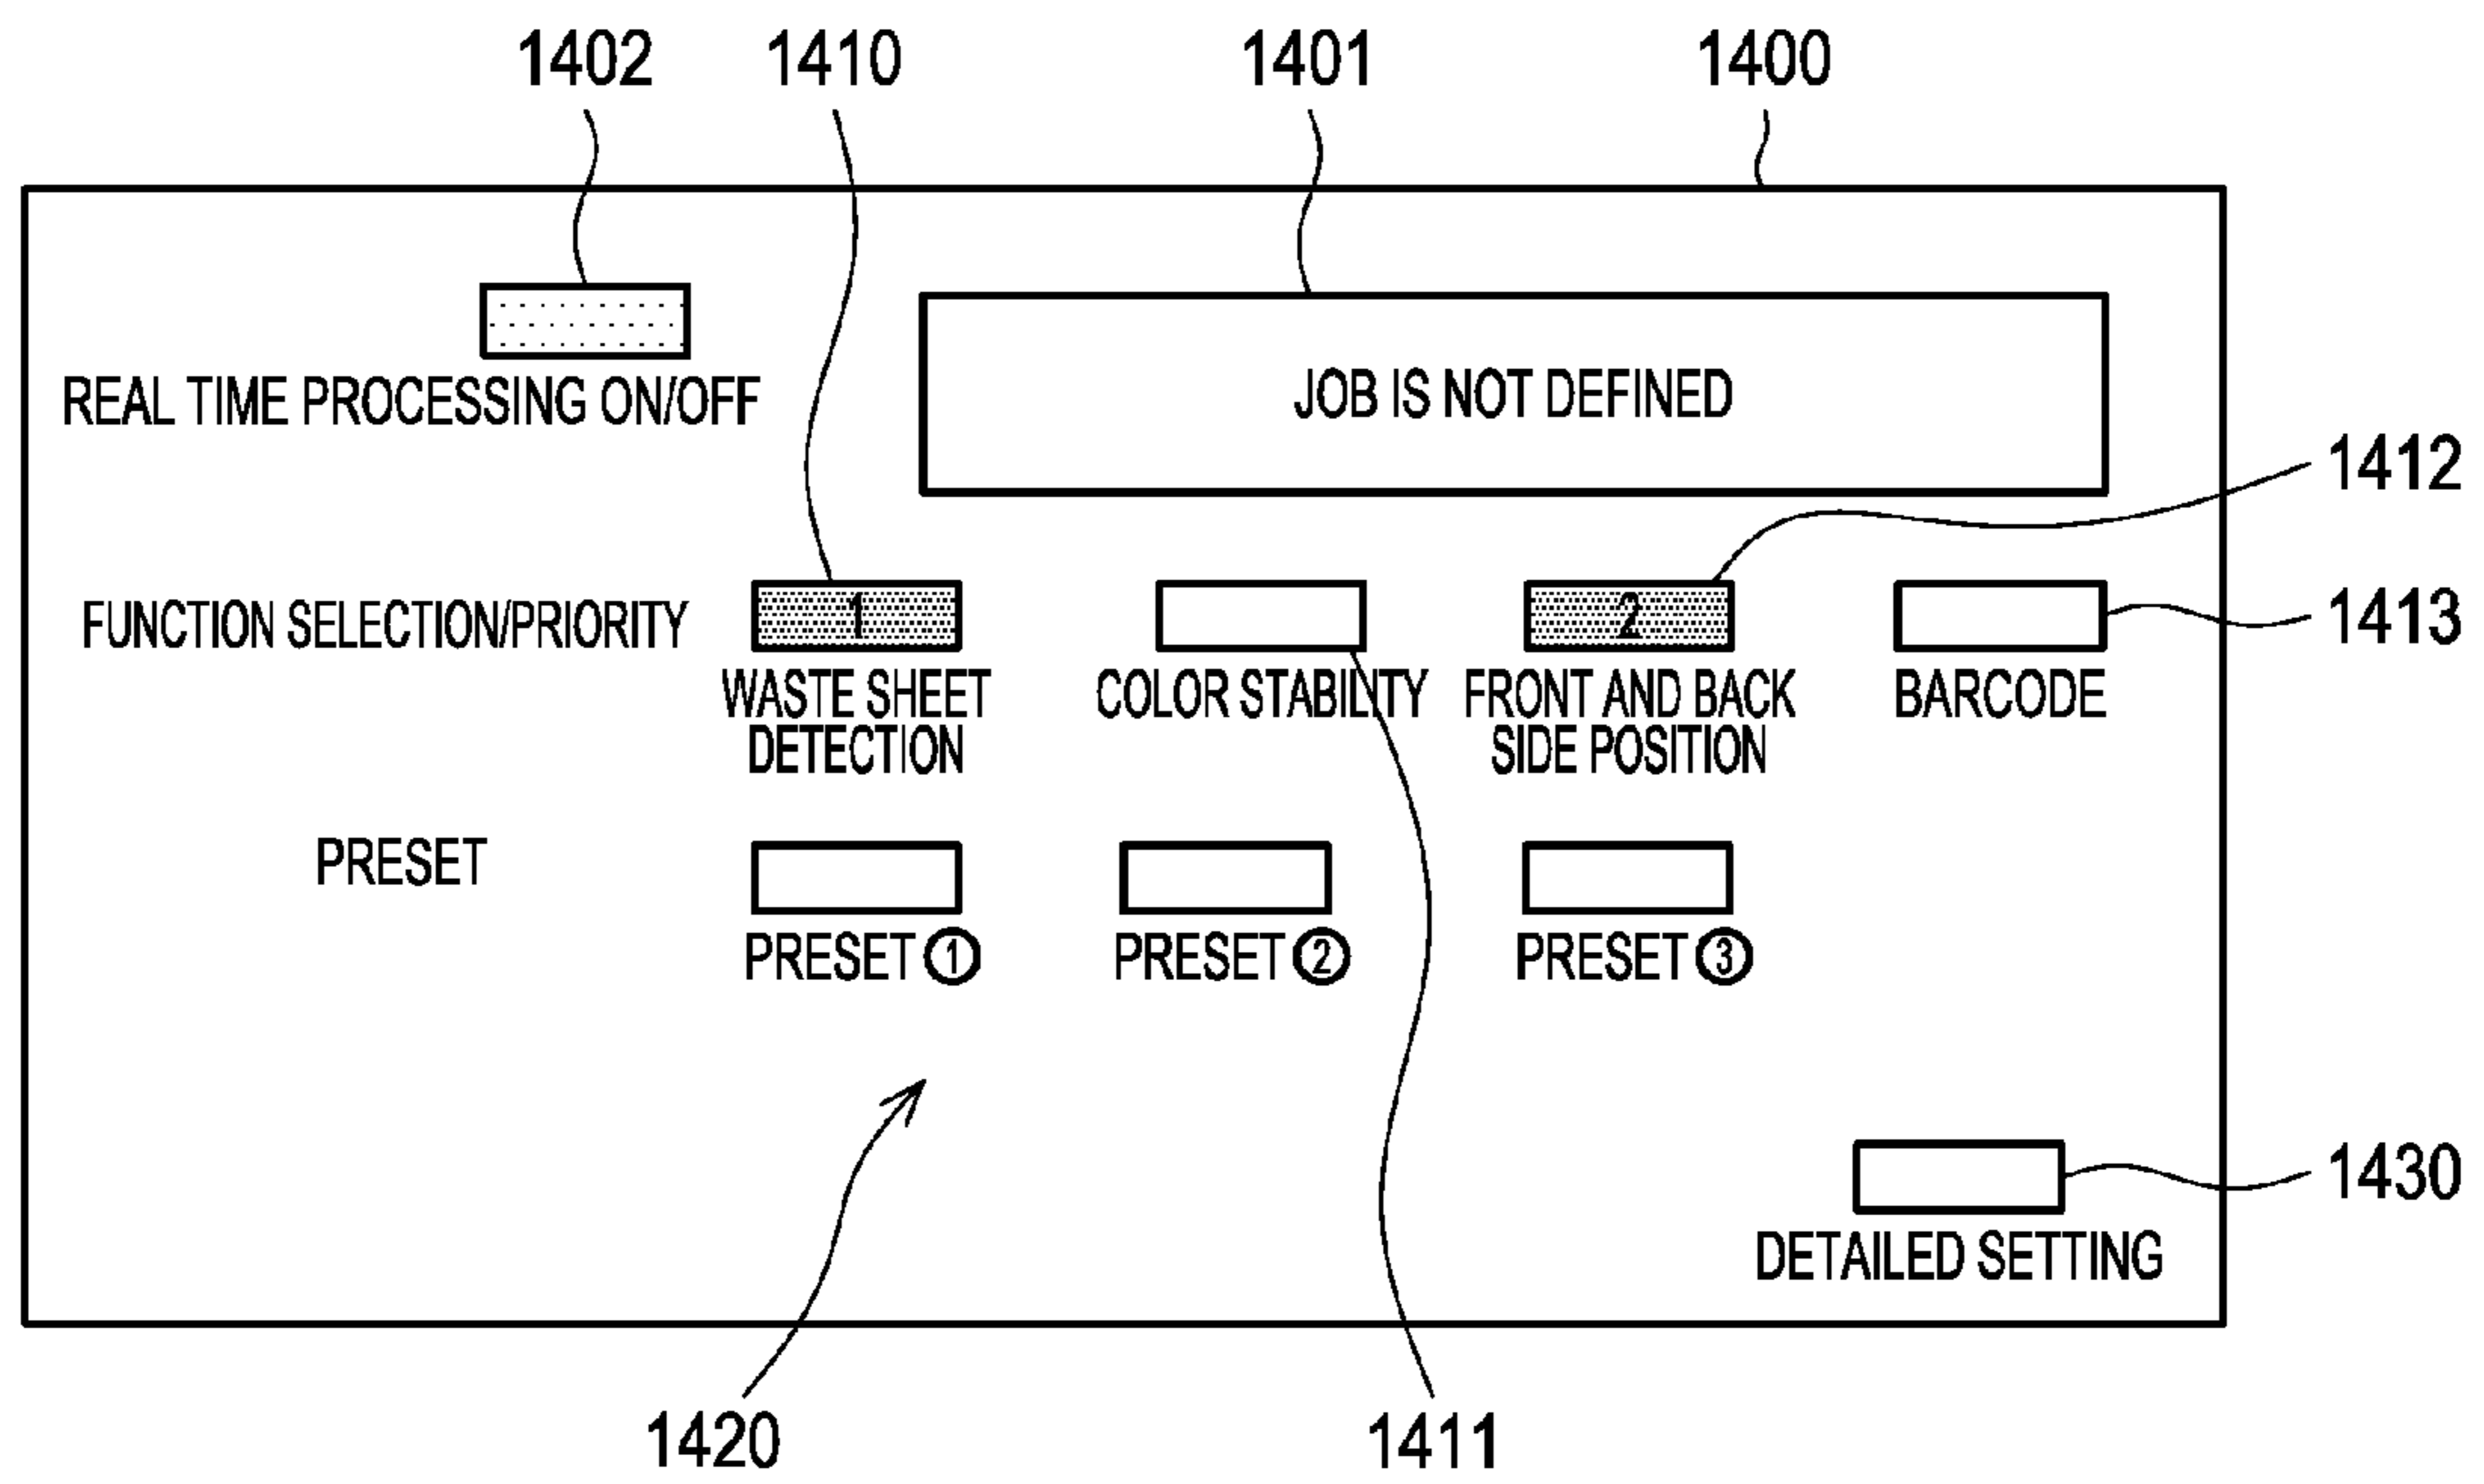 1402 1410 1401 1400
REAL TIME PROCESSING ON/OFF
JOB IS NOT DEFINED
1412
FUNCTION SELECTION/PRIORITY 1 2 1413
WASTE SHEET DETECTION
COLOR STABILITY
FRONT AND BACK SIDE POSITION
BARCODE
PRESET
PRESET ① PRESET ② PRESET ③
1430
DETAILED SETTING
1420 1411